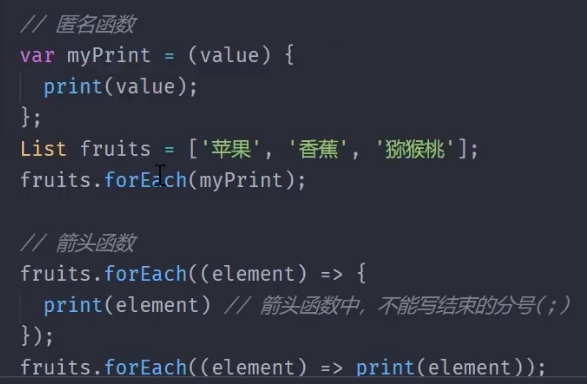 // 匿名函数
var myPrint = (value) {
  print(value);
};
List fruits = ['苹果', '香蕉', '猕猴桃'];
fruits.forEach(myPrint);

// 箭头函数
fruits.forEach((element) => {
  print(element) // 箭头函数中，不能写结束的分号(;)
});
fruits.forEach((element) => print(element));